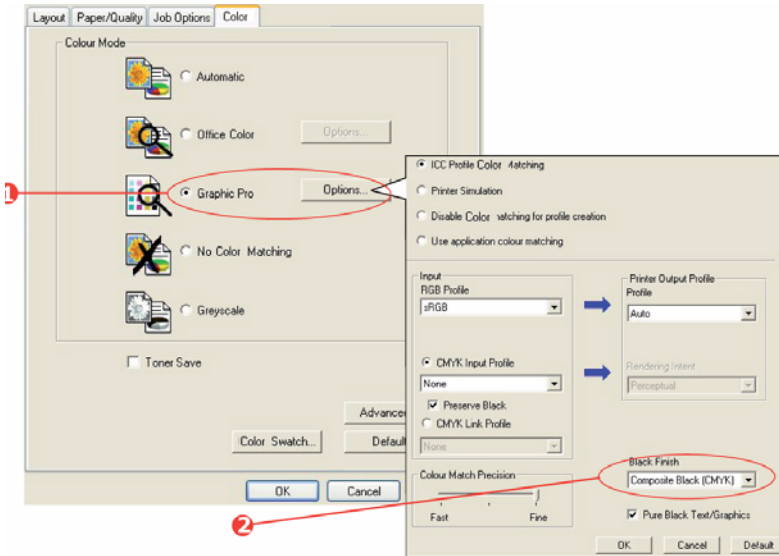 Layout Paper/Quality Job Options Color
Colour Mode
Automatic
Office Color Options...
1
Graphic Pro Options...
No Color Matching
Greyscale
Toner Save
Color Swatch...
OK Cancel
ICC Profile Color
Printer Simulation
Disable Color for profile creation
Use application colour matching
Input
RGB Profile
sRGB
Printer Output Profile
Profile
Auto
CMYK Input Profile
None
Preserve Black
CMYK Link Profile
None
Rendering Intent
Perceptual
Colour Match Precision
Fast Fine
Black Finish
Composite Black (CMYK)
Pure Black Text/Graphics
2
OK Cancel Default